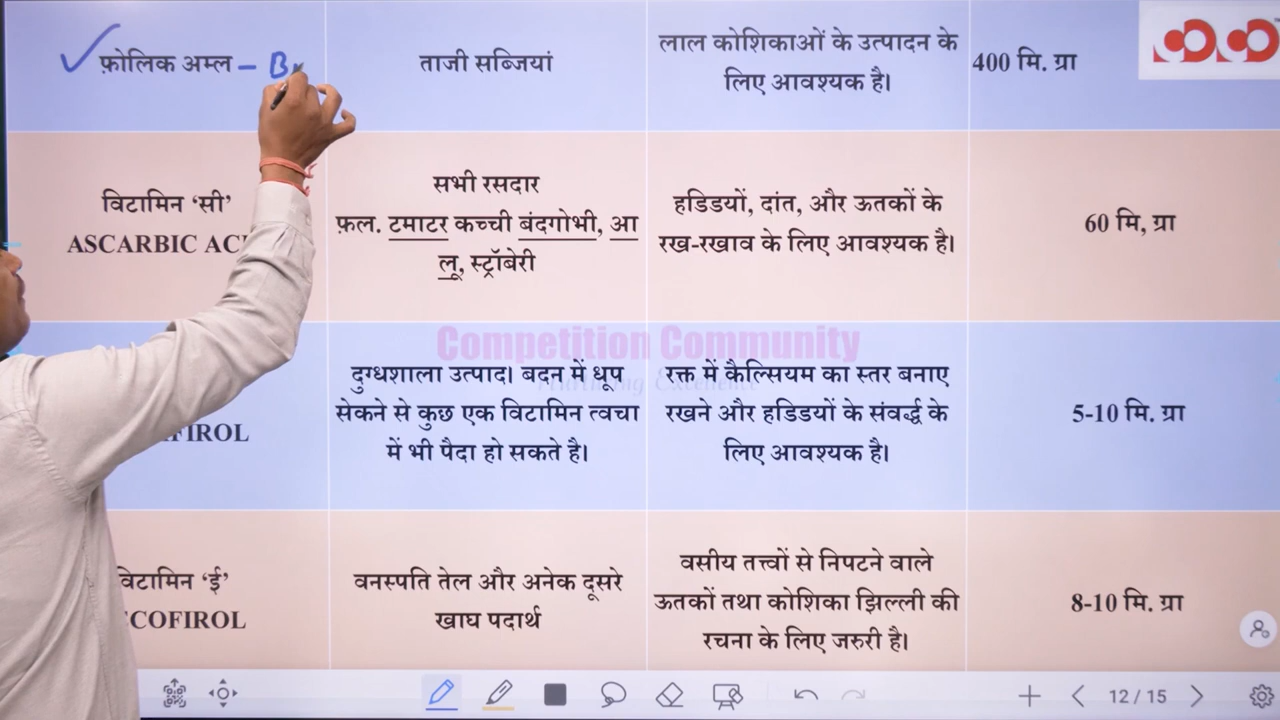 फ़ोलिक अम्ल – B
ताजी सब्जियां
लाल कोशिकाओं के उत्पादन के
लिए आवश्यक है।
400 मि. ग्रा
विटामिन ‘सी’
ASCARBIC
सभी रसदार
फ़ल. टमाटर कच्ची बंदगोभी, आ
लू, स्ट्रॉबेरी
हडिडयों, दांत, और ऊतकों के
रख-रखाव के लिए आवश्यक है।
60 मि, ग्रा
Competition Community
दुग्धशाला उत्पाद। बदन में धूप
सेकने से कुछ एक विटामिन त्वचा
में भी पैदा हो सकते है।
रक्त में कैल्सियम का स्तर बनाए
रखने और हडिडयों के संवर्द्ध के
लिए आवश्यक है।
5-10 मि. ग्रा
विटामिन ‘ई’
वनस्पति तेल और अनेक दूसरे
खाघ पदार्थ
वसीय तत्त्वों से निपटने वाले
ऊतकों तथा कोशिका झिल्ली की
रचना के लिए जरुरी है।
8-10 मि. ग्रा
12 / 15